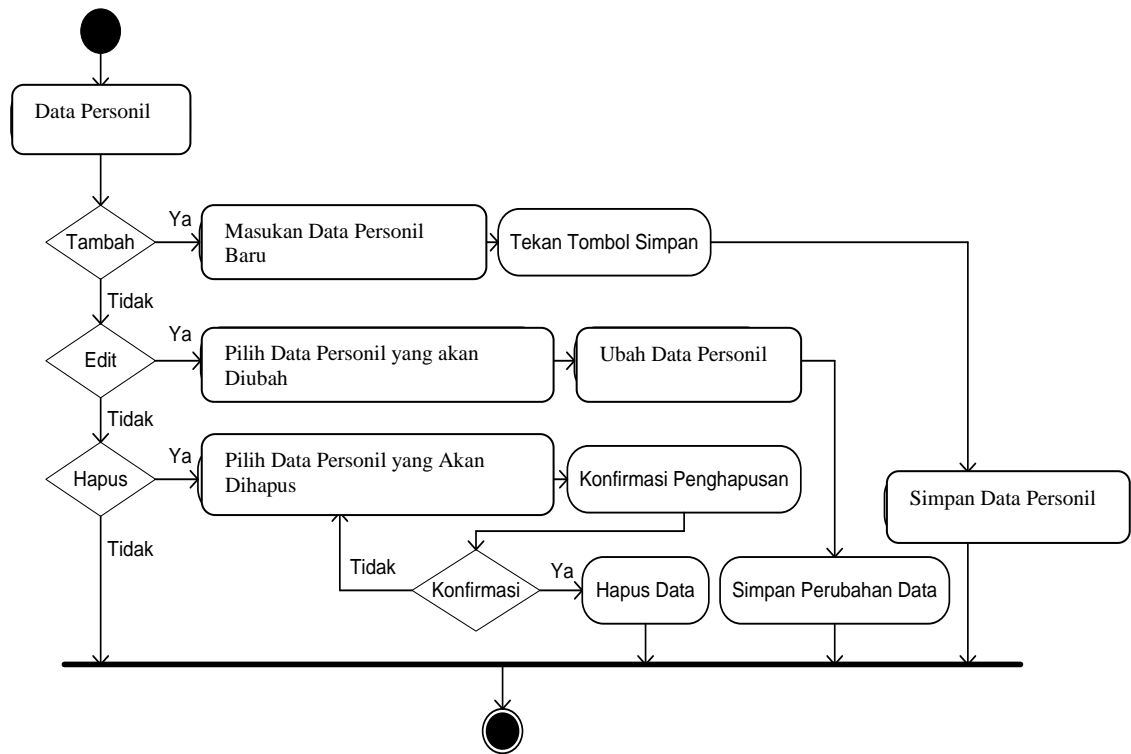 Data Personil
Tambah
Ya
Masukan Data Personil
Baru
Tekan Tombol Simpan
Tidak
Edit
Ya
Pilih Data Personil yang akan
Diubah
Ubah Data Personil
Tidak
Hapus
Ya
Pilih Data Personil yang Akan
Dihapus
Konfirmasi Penghapusan
Simpan Data Personil
Tidak
Tidak
Konfirmasi
Ya
Hapus Data
Simpan Perubahan Data